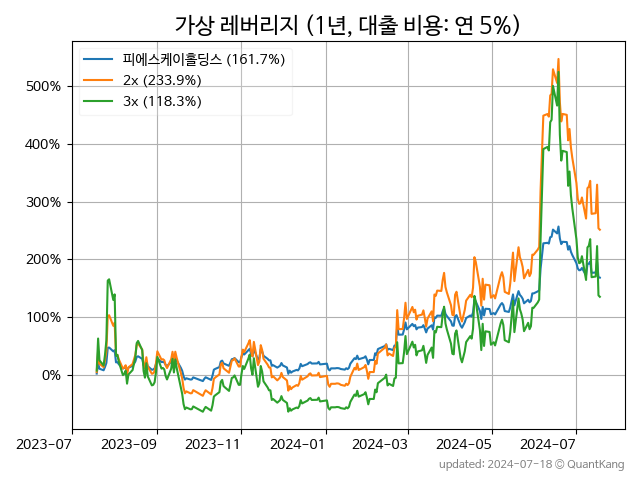 가상 레버리지 (1년, 대출 비용: 연 5%)
피에스케이홀딩스 (161.7%)
2x (233.9%)
3x (118.3%)
500%
400%
300%
200%
100%
0%
2023-07 2023-09 2023-11 2024-01 2024-03 2024-05 2024-07
updated: 2024-07-18 © QuantKang